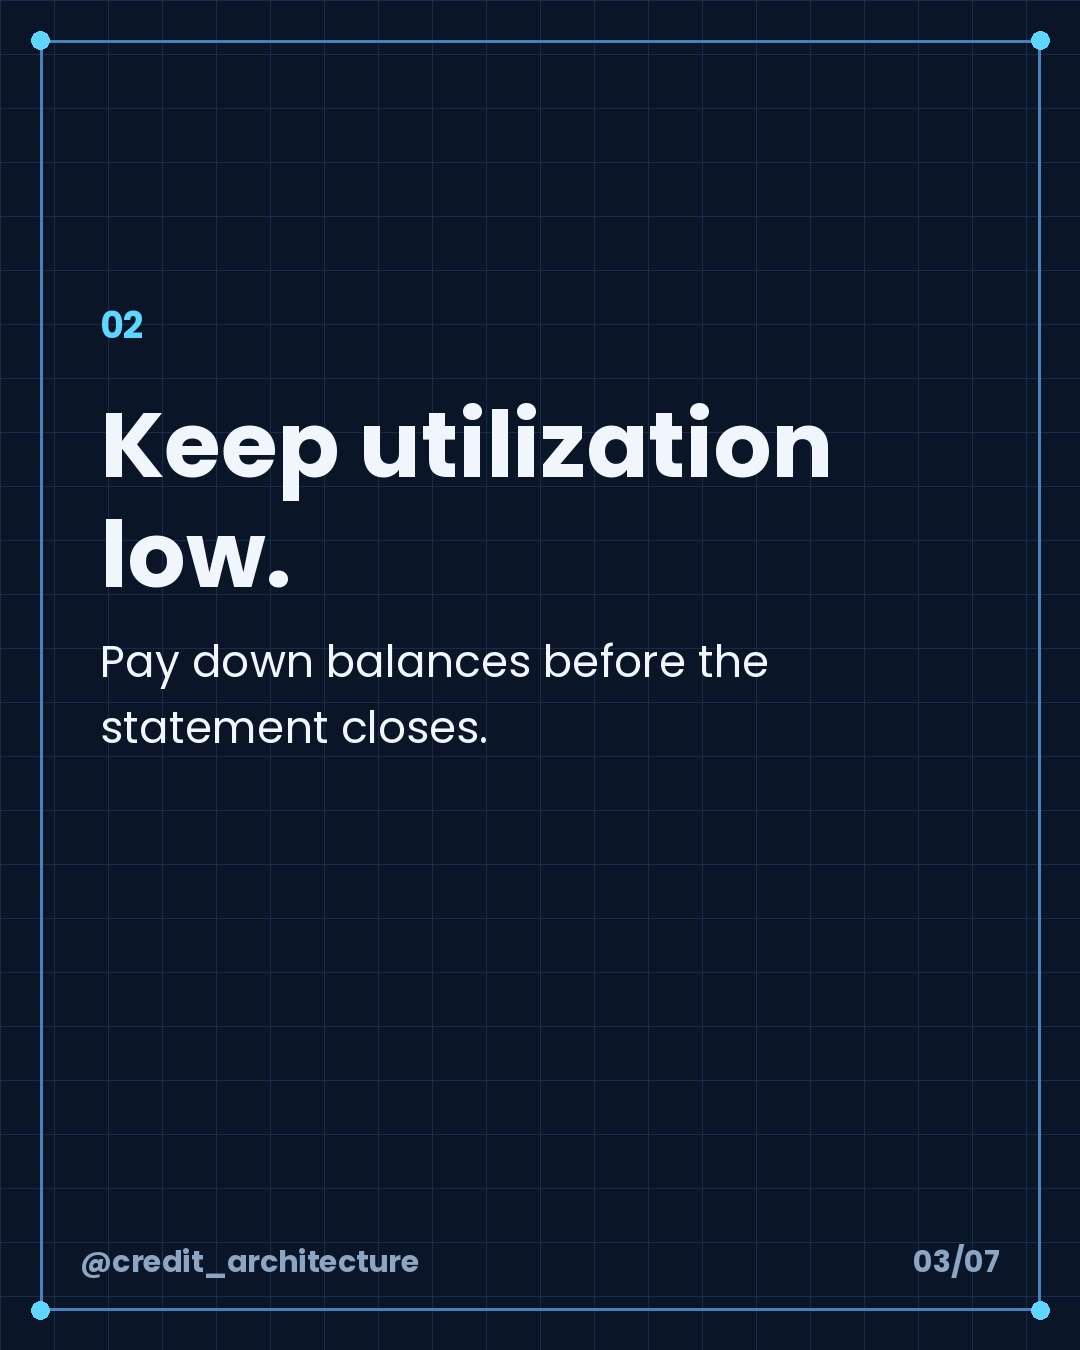 02
Keep utilization
low.
Pay down balances before the
statement closes.
@credit_architecture
03/07